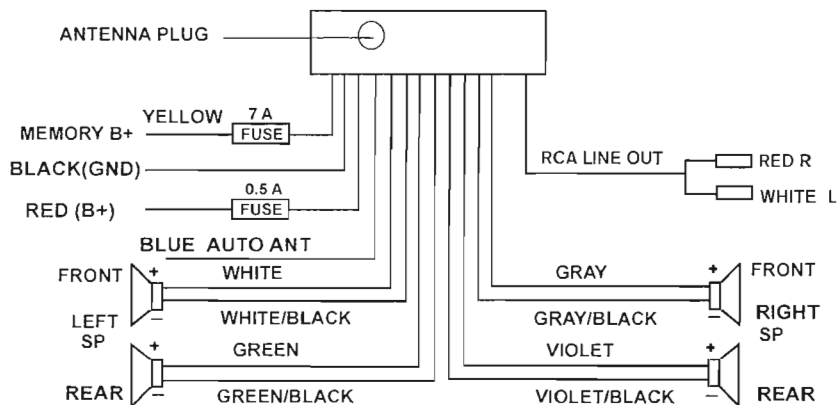 ANTENNA PLUG
YELLOW
7 A
FUSE
MEMORY B+
BLACK(GND)
0.5 A
FUSE
RED (B+)
BLUE AUTO ANT
RCA LINE OUT
RED R
WHITE L
FRONT
+
WHITE
LEFT
SP
–
WHITE/BLACK
+
GREEN
REAR
–
GREEN/BLACK
GRAY
+
FRONT
GRAY/BLACK
–
RIGHT
SP
VIOLET
+
VIOLET/BLACK
–
REAR